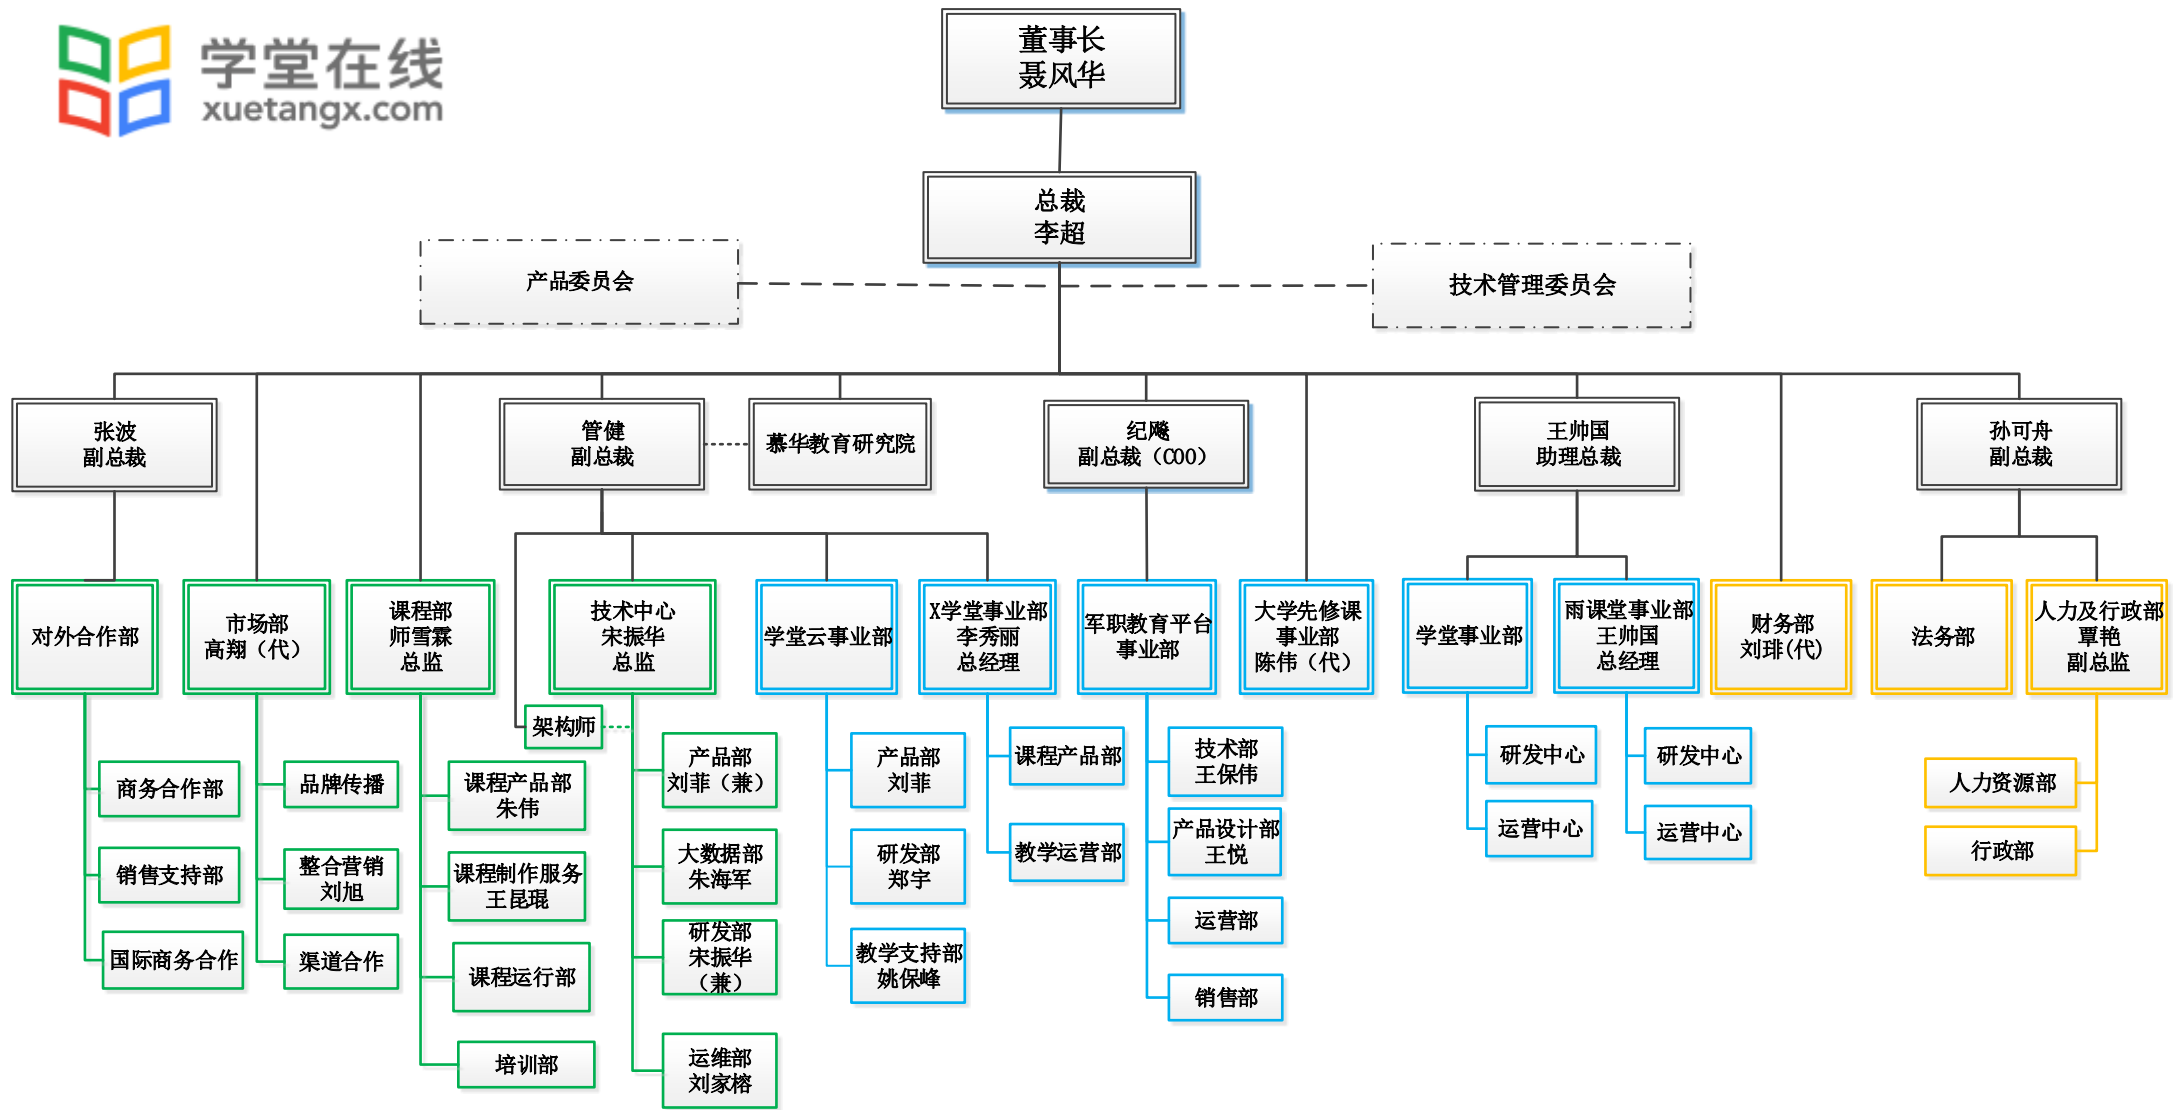 学堂在线
xuetangx.com
董事长
聂风华
总裁
李超
产品委员会
技术管理委员会
张波
副总裁
管健
副总裁
慕华教育研究院
纪飚
副总裁（COO）
王帅国
助理总裁
孙可舟
副总裁
对外合作部
市场部
高翔（代）
课程部
师雪霖
总监
技术中心
宋振华
总监
学堂云事业部
X学堂事业部
李秀丽
总经理
军职教育平台
事业部
大学先修课
事业部
陈伟（代）
学堂事业部
雨课堂事业部
王帅国
总经理
财务部
刘琲(代)
法务部
人力及行政部
覃艳
副总监
商务合作部
销售支持部
国际商务合作
品牌传播
整合营销
刘旭
渠道合作
课程产品部
朱伟
课程制作服务
王昆琨
课程运行部
培训部
架构师
产品部
刘菲（兼）
大数据部
朱海军
研发部
宋振华
（兼）
运维部
刘家榕
产品部
刘菲
研发部
郑宇
教学支持部
姚保峰
课程产品部
教学运营部
技术部
王保伟
产品设计部
王悦
运营部
销售部
研发中心
运营中心
研发中心
运营中心
人力资源部
行政部